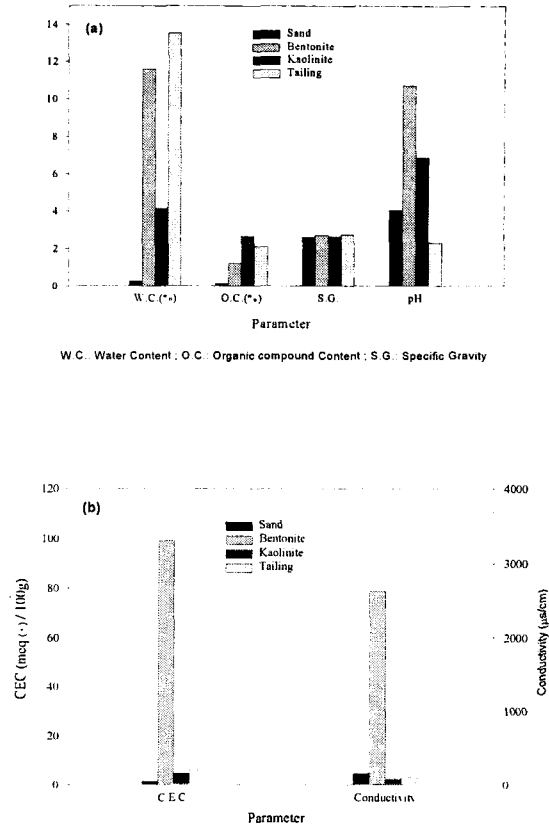 (a)
Sand
Bentonite
Kaolinite
Tailing
14
12
10
8
6
4
2
0
W.C.(%)
O.C.(%)
S.G.
pH
Parameter
W.C.: Water Content ; O.C.: Organic compound Content ; S.G.: Specific Gravity
(b)
Sand
Bentonite
Kaolinite
Tailing
CEC (meq (+) / 100g)
120
100
80
60
40
20
0
Conductivity (µs/cm)
4000
3000
2000
1000
0
CEC
Conductivity
Parameter